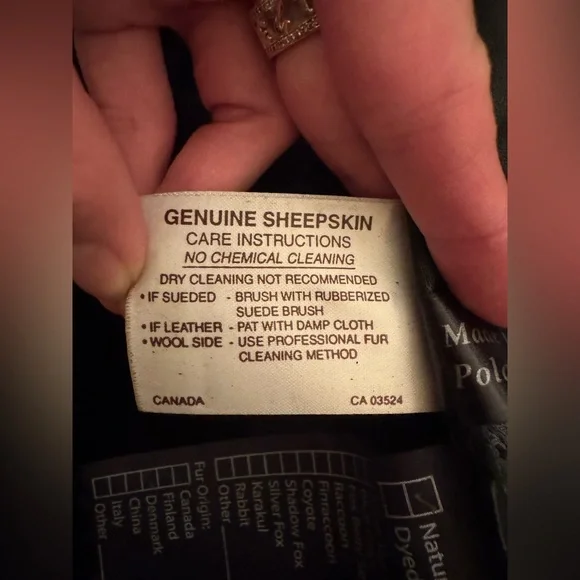 GENUINE SHEEPSKIN
CARE INSTRUCTIONS
NO CHEMICAL CLEANING
DRY CLEANING NOT RECOMMENDED
• IF SUEDED - BRUSH WITH RUBBERIZED
SUEDE BRUSH
• IF LEATHER - PAT WITH DAMP CLOTH
• WOOL SIDE - USE PROFESSIONAL FUR
CLEANING METHOD
CANADA CA 03524
Fur Origin:
Canada
Finland
Denmark
China
Italy
Other
Raccoon
Finnraccoon
Coyote
Shadow Fox
Silver Fox
Karakul
Rabbit
Other